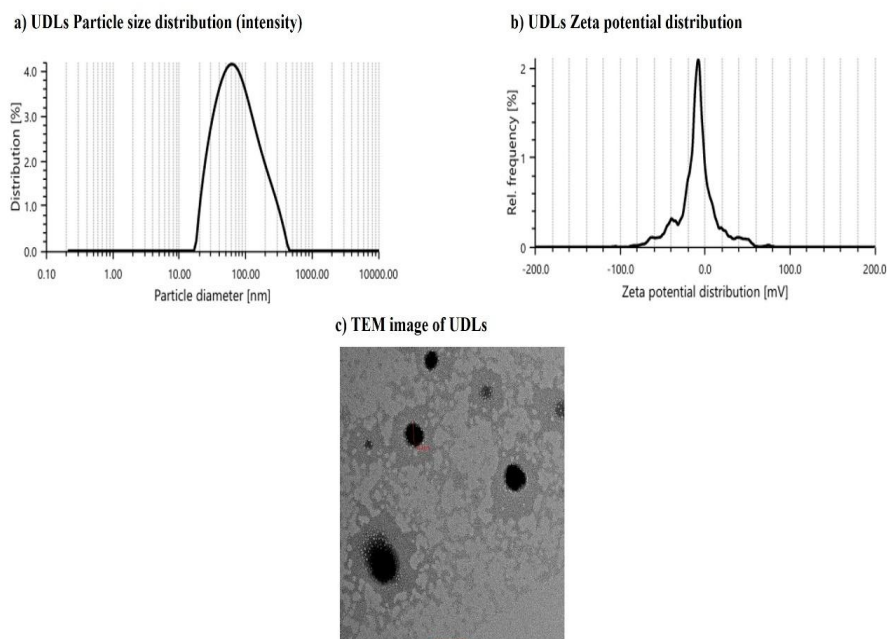 a) UDLs Particle size distribution (intensity)
b) UDLs Zeta potential distribution
Distribution [%]
4.0
3.0
2.0
1.0
0.0
0.10 1.00 10.00 100.00 1000.00 10000.00
Particle diameter [nm]
Rel. frequency [%]
2
1
0
-200.0 -100.0 0.0 100.0 200.0
Zeta potential distribution [mV]
c) TEM image of UDLs